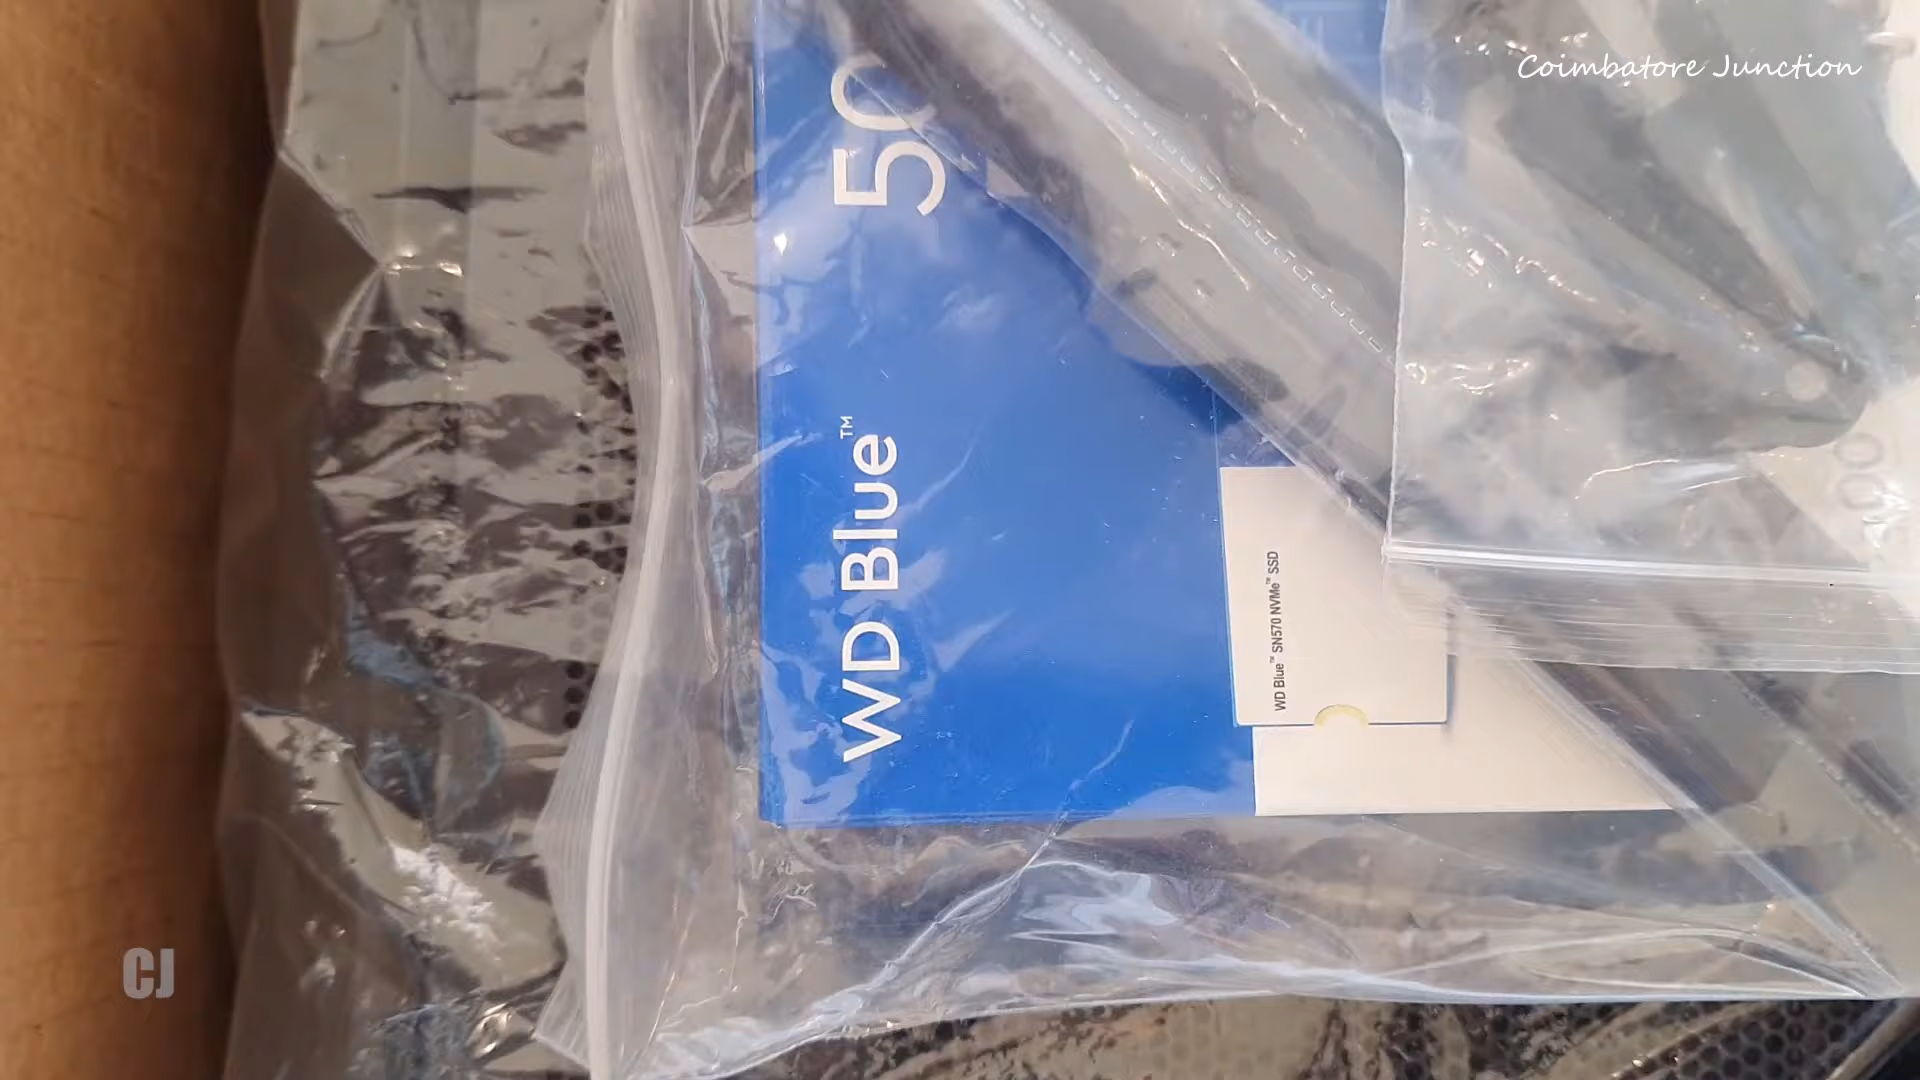 Coimbatore Junction
WD Blue™ 50
WD Blue™ SN570 NVMe™ SSD
CJ